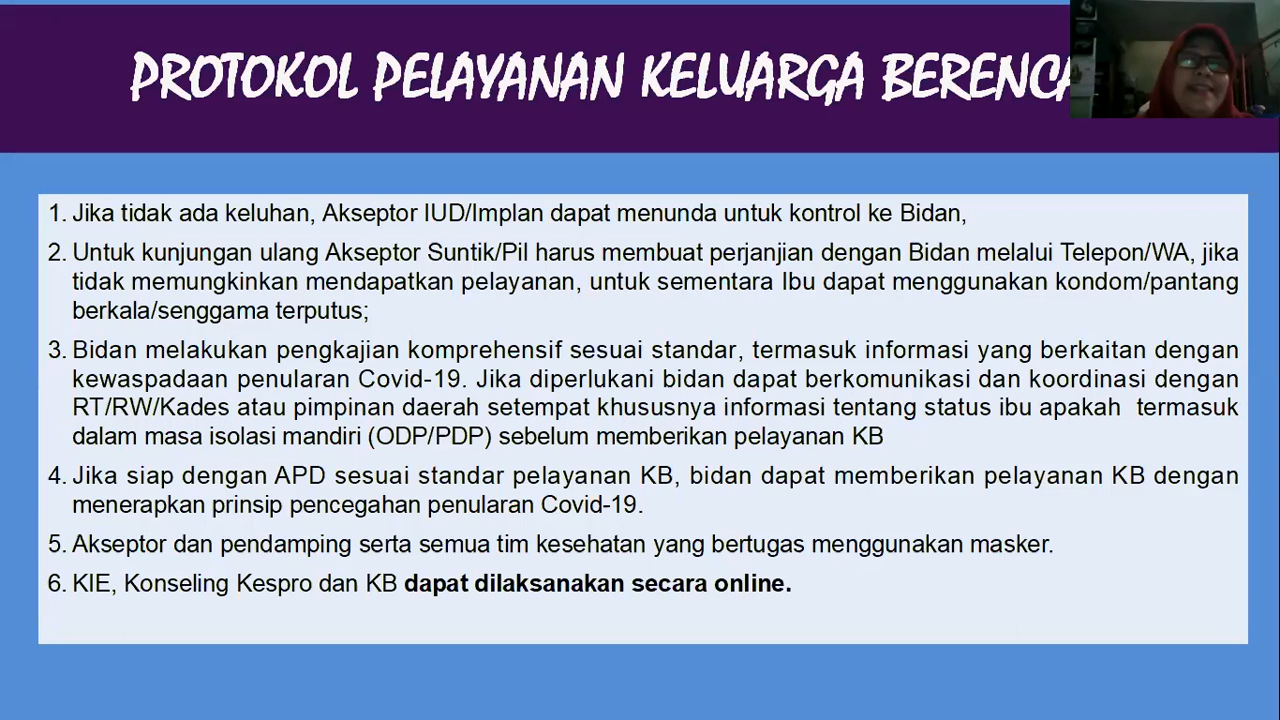 PROTOKOL PELAYANAN KELUARGA BERENCA
1. Jika tidak ada keluhan, Akseptor IUD/Implan dapat menunda untuk kontrol ke Bidan,
2. Untuk kunjungan ulang Akseptor Suntik/Pil harus membuat perjanjian dengan Bidan melalui Telepon/WA, jika
tidak memungkinkan mendapatkan pelayanan, untuk sementara Ibu dapat menggunakan kondom/pantang
berkala/senggama terputus;
3. Bidan melakukan pengkajian komprehensif sesuai standar, termasuk informasi yang berkaitan dengan
kewaspadaan penularan Covid-19. Jika diperlukani bidan dapat berkomunikasi dan koordinasi dengan
RT/RW/Kades atau pimpinan daerah setempat khususnya informasi tentang status ibu apakah termasuk
dalam masa isolasi mandiri (ODP/PDP) sebelum memberikan pelayanan KB
4. Jika siap dengan APD sesuai standar pelayanan KB, bidan dapat memberikan pelayanan KB dengan
menerapkan prinsip pencegahan penularan Covid-19.
5. Akseptor dan pendamping serta semua tim kesehatan yang bertugas menggunakan masker.
6. KIE, Konseling Kespro dan KB dapat dilaksanakan secara online.